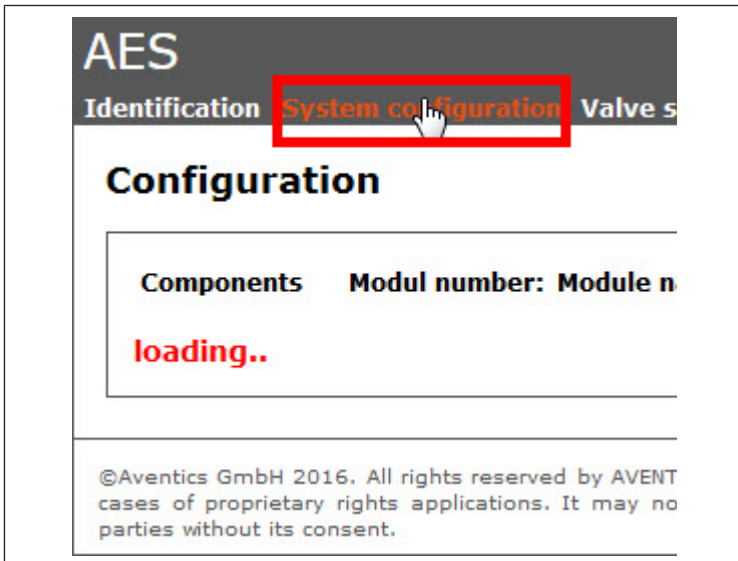 AES
Identification System configuration Valve s
Configuration
Components Modul number: Module n
loading..
©Aventics GmbH 2016. All rights reserved by AVENT
cases of proprietary rights applications. It may no
parties without its consent.